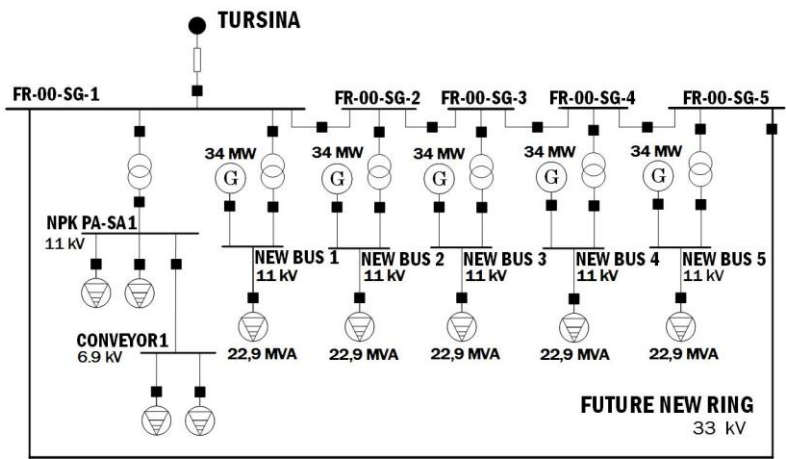 TURSINA
FR-00-SG-1
FR-00-SG-2
FR-00-SG-3
FR-00-SG-4
FR-00-SG-5
34 MW
34 MW
34 MW
34 MW
34 MW
G
G
G
G
G
NPK PA-SA1
11 kV
NEW BUS 1
11 kV
NEW BUS 2
11 kV
NEW BUS 3
11 kV
NEW BUS 4
11 kV
NEW BUS 5
11 kV
CONVEYOR1
6.9 kV
22,9 MVA
22,9 MVA
22,9 MVA
22,9 MVA
22,9 MVA
FUTURE NEW RING
33 kV